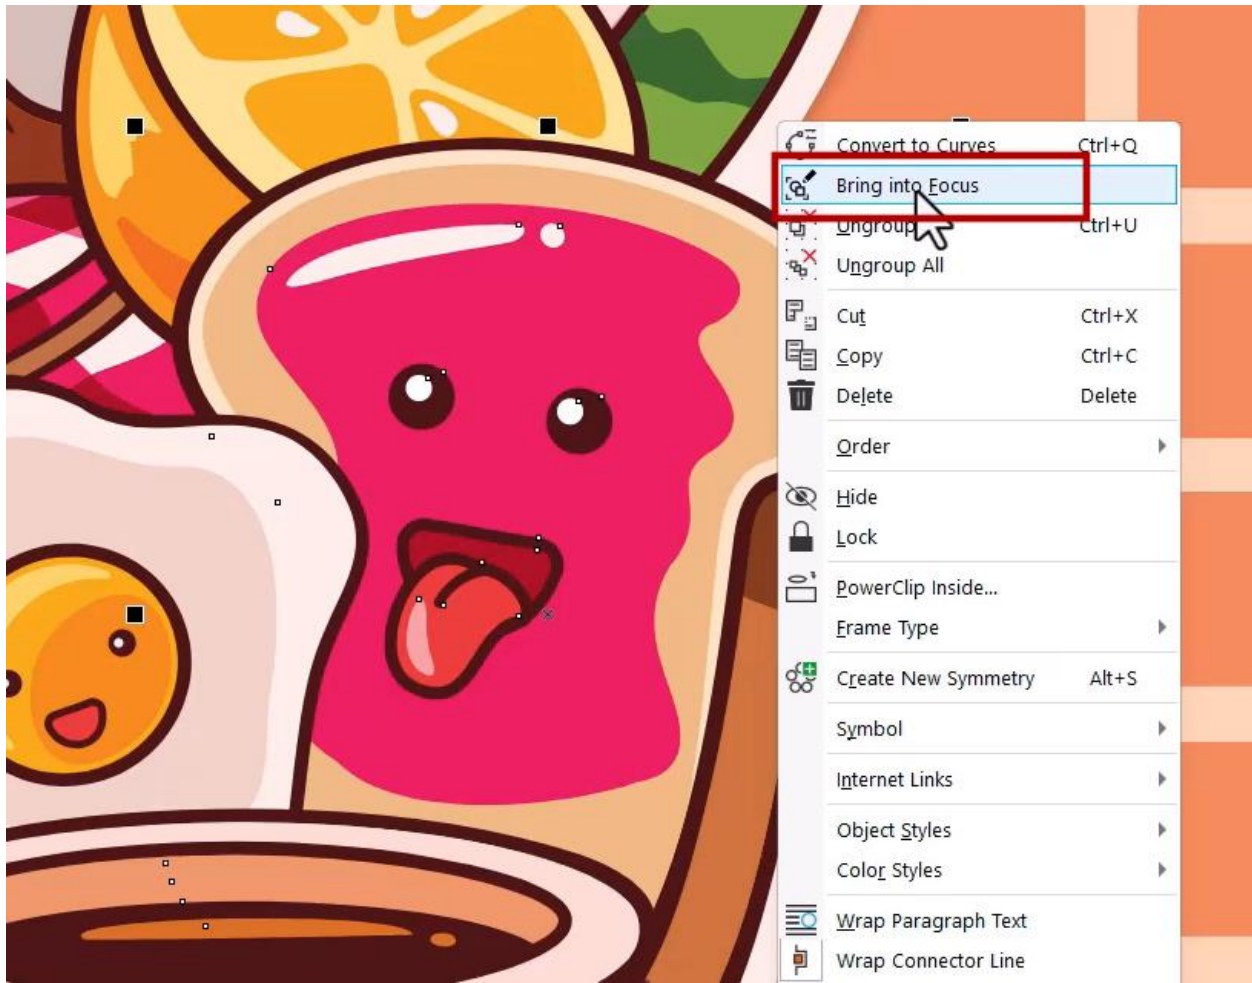 Convert to Curves Ctrl+Q
Bring into Focus
Ungroup Ctrl+U
Ungroup All
Cut Ctrl+X
Copy Ctrl+C
Delete Delete
Order
Hide
Lock
PowerClip Inside...
Frame Type
Create New Symmetry Alt+S
Symbol
Internet Links
Object Styles
Color Styles
Wrap Paragraph Text
Wrap Connector Line